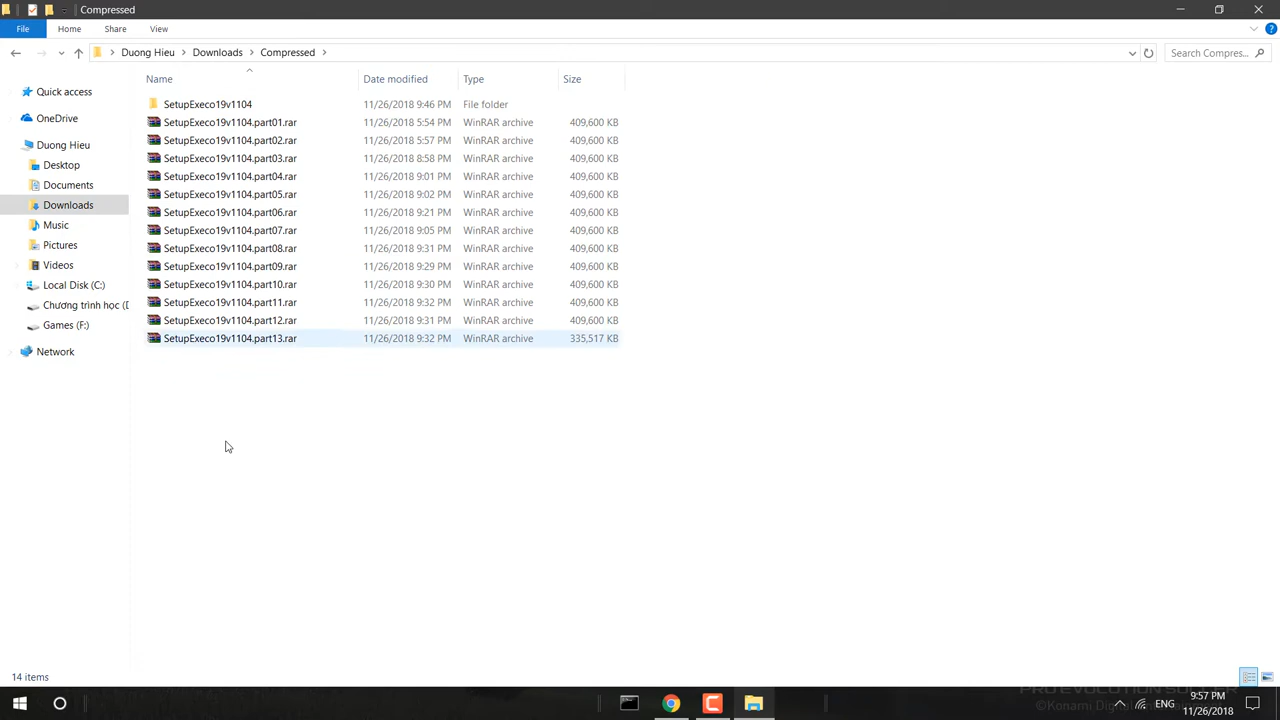 Compressed
File Home Share View
Duong Hieu Downloads Compressed Search Compres...
Name Date modified Type Size
Quick access
OneDrive
Duong Hieu
Desktop
Documents
Downloads
Music
Pictures
Videos
Local Disk (C:)
Chương trình học (D
Games (F:)
Network
SetupExeco19v1104 11/26/2018 9:46 PM File folder
SetupExeco19v1104.part01.rar 11/26/2018 5:54 PM WinRAR archive 409,600 KB
SetupExeco19v1104.part02.rar 11/26/2018 5:57 PM WinRAR archive 409,600 KB
SetupExeco19v1104.part03.rar 11/26/2018 8:58 PM WinRAR archive 409,600 KB
SetupExeco19v1104.part04.rar 11/26/2018 9:01 PM WinRAR archive 409,600 KB
SetupExeco19v1104.part05.rar 11/26/2018 9:02 PM WinRAR archive 409,600 KB
SetupExeco19v1104.part06.rar 11/26/2018 9:21 PM WinRAR archive 409,600 KB
SetupExeco19v1104.part07.rar 11/26/2018 9:05 PM WinRAR archive 409,600 KB
SetupExeco19v1104.part08.rar 11/26/2018 9:31 PM WinRAR archive 409,600 KB
SetupExeco19v1104.part09.rar 11/26/2018 9:29 PM WinRAR archive 409,600 KB
SetupExeco19v1104.part10.rar 11/26/2018 9:30 PM WinRAR archive 409,600 KB
SetupExeco19v1104.part11.rar 11/26/2018 9:32 PM WinRAR archive 409,600 KB
SetupExeco19v1104.part12.rar 11/26/2018 9:31 PM WinRAR archive 409,600 KB
SetupExeco19v1104.part13.rar 11/26/2018 9:32 PM WinRAR archive 335,517 KB
14 items
PRO EVOLUTION SOCCER
©Konami Digital Entertainment
ENG 9:57 PM
11/26/2018